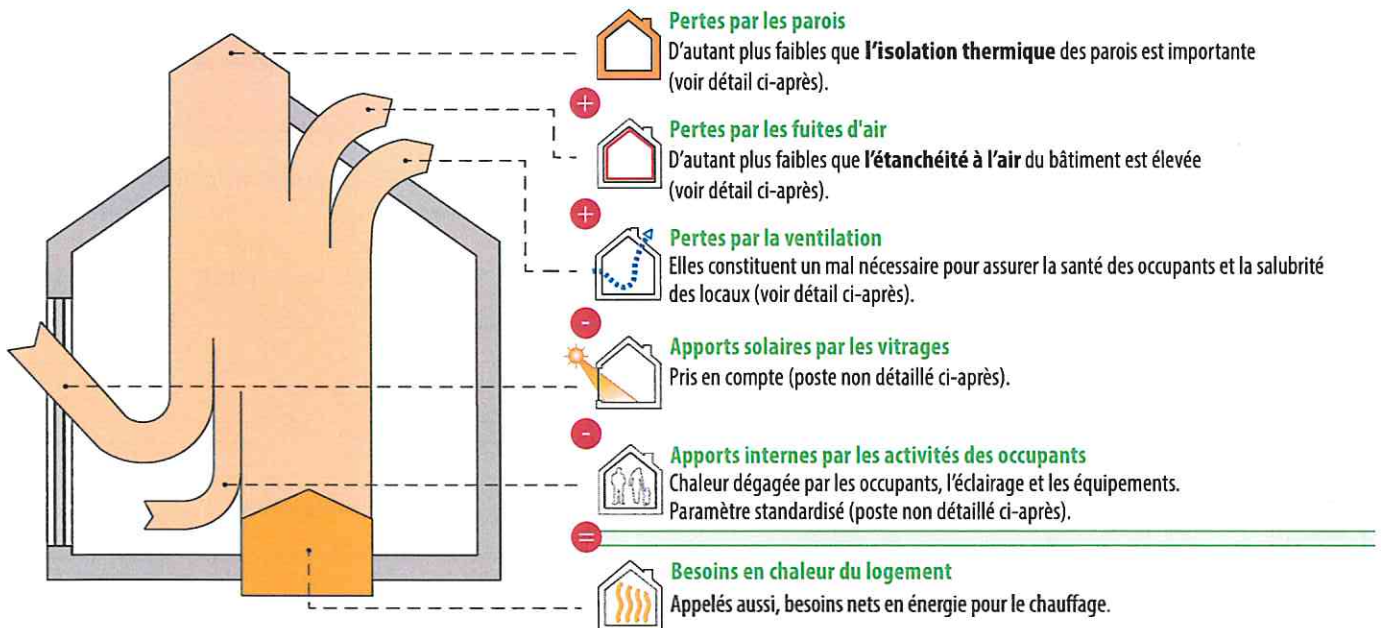 Pertes par les parois
D'autant plus faibles que l'isolation thermique des parois est importante
(voir détail ci-après).
+
Pertes par les fuites d'air
D'autant plus faibles que l'étanchéité à l'air du bâtiment est élevée
(voir détail ci-après).
+
Pertes par la ventilation
Elles constituent un mal nécessaire pour assurer la santé des occupants et la salubrité
des locaux (voir détail ci-après).
-
Apports solaires par les vitrages
Pris en compte (poste non détaillé ci-après).
-
Apports internes par les activités des occupants
Chaleur dégagée par les occupants, l'éclairage et les équipements.
Paramètre standardisé (poste non détaillé ci-après).
=
Besoins en chaleur du logement
Appelés aussi, besoins nets en énergie pour le chauffage.